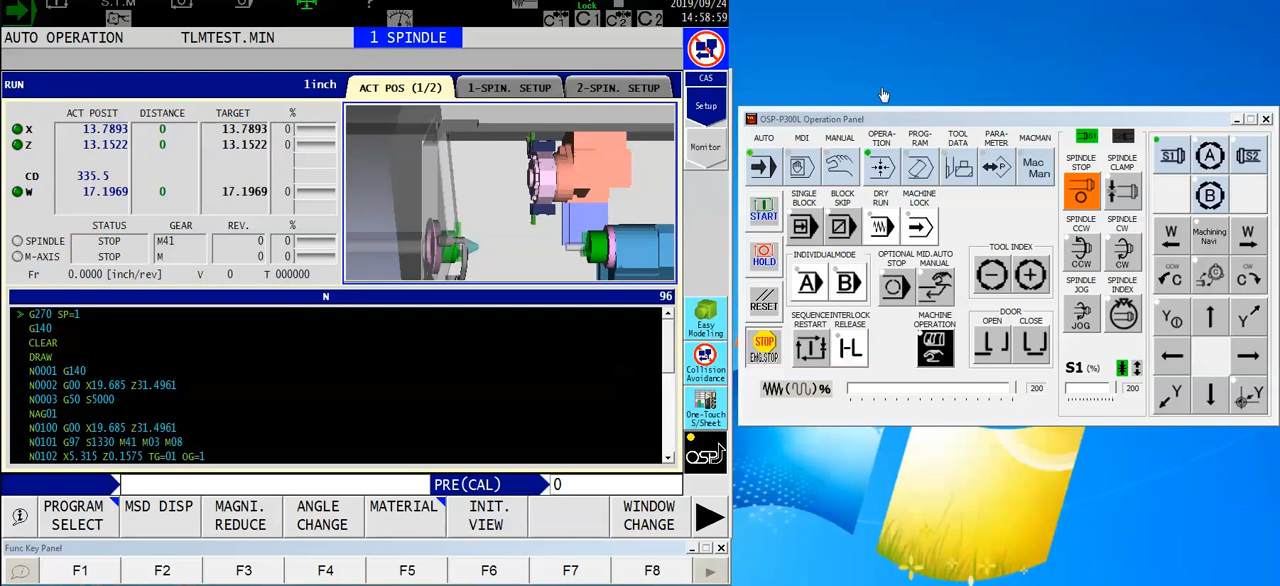 S.T.M
Lock
C 1 C 1 C 2 C 2
2019/09/24
14:58:59
AUTO OPERATION TLMTEST.MIN 1 SPINDLE
RUN 1inch ACT POS (1/2) 1-SPIN. SETUP 2-SPIN. SETUP
CAS
Setup
Monitor
ACT POSIT DISTANCE TARGET %
X 13.7893 0 13.7893 0
Z 13.1522 0 13.1522 0
CD 335.5
W 17.1969 0 17.1969 0
STATUS GEAR REV. %
SPINDLE STOP M41 0 0
M-AXIS STOP M 0 0
Fr 0.0000 [inch/rev] V 0 T 000000
N 96
> G270 SP=1
G140
CLEAR
DRAW
N0001 G140
N0002 G00 X19.685 Z31.4961
N0003 G50 S5000
NAG01
N0100 G00 X19.685 Z31.4961
N0101 G97 S1330 M41 M03 M08
N0102 X5.315 Z0.1575 TG=01 OG=1
Easy
Modeling
Collision
Avoidance
One-Touch
S/Sheet
OSP
PRE(CAL) 0
PROGRAM
SELECT
MSD DISP
MAGNI.
REDUCE
ANGLE
CHANGE
MATERIAL
INIT.
VIEW
WINDOW
CHANGE
Func Key Panel
F1 F2 F3 F4 F5 F6 F7 F8
OSP-P300L Operation Panel
AUTO MDI MANUAL OPERA-
TION
PROG-
RAM
TOOL
DATA
PARA-
METER
MACMAN
Mac
Man
START
HOLD
RESET
STOP
EMG.STOP
SINGLE
BLOCK
BLOCK
SKIP
DRY
RUN
MACHINE
LOCK
INDIVIDUALMODE
A B
OPTIONAL
STOP
MID.AUTO
MANUAL
SEQUENCE
RESTART
INTERLOCK
RELEASE
I-L
MACHINE
OPERATION
TOOL INDEX
DOOR
OPEN CLOSE
% 200
SPINDLE
STOP
SPINDLE
CLAMP
SPINDLE
CCW
CCW
SPINDLE
CW
CW
SPINDLE
JOG
JOG
SPINDLE
INDEX
S1 (%)
200
S1 A S2
B
W Machining
Navi W
CCW C CW C
Y Y
Y